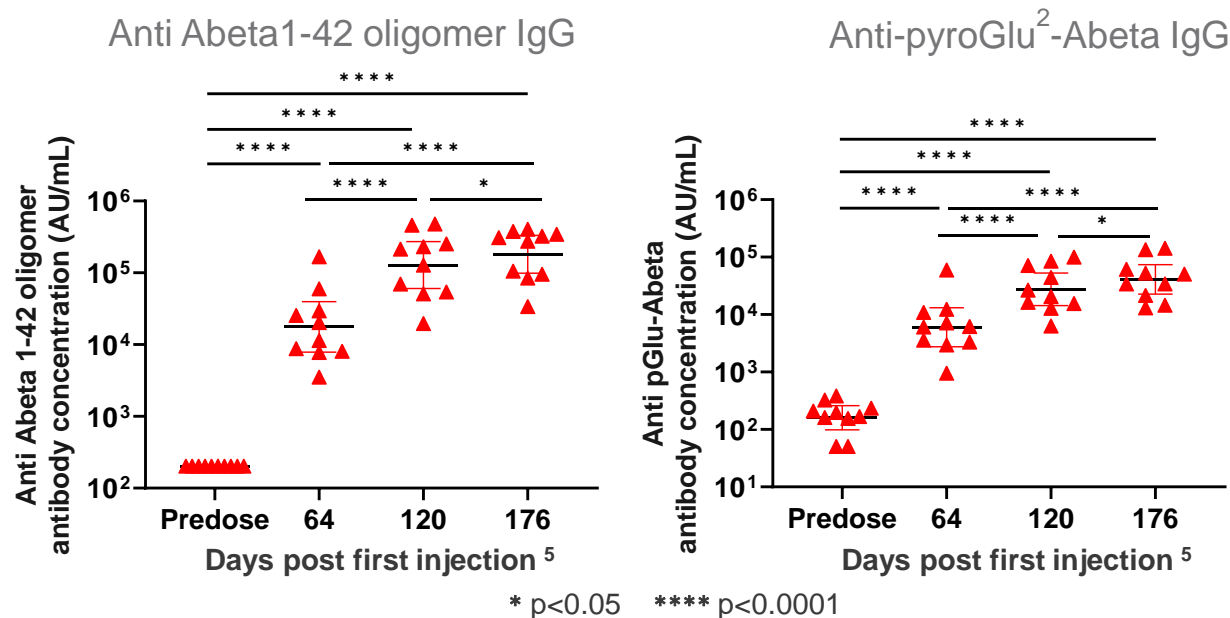 Anti Abeta1-42 oligomer IgG
****
****
**** ****
**** *
Anti Abeta 1-42 oligomer
antibody concentration (AU/mL)
10⁶
10⁵
10⁴
10³
10²
Predose 64 120 176
Days post first injection ⁵
Anti-pyroGlu²-Abeta IgG
****
****
**** ****
**** *
Anti pGlu-Abeta
antibody concentration (AU/mL)
10⁶
10⁵
10⁴
10³
10²
10¹
Predose 64 120 176
Days post first injection ⁵
* p<0.05 **** p<0.0001